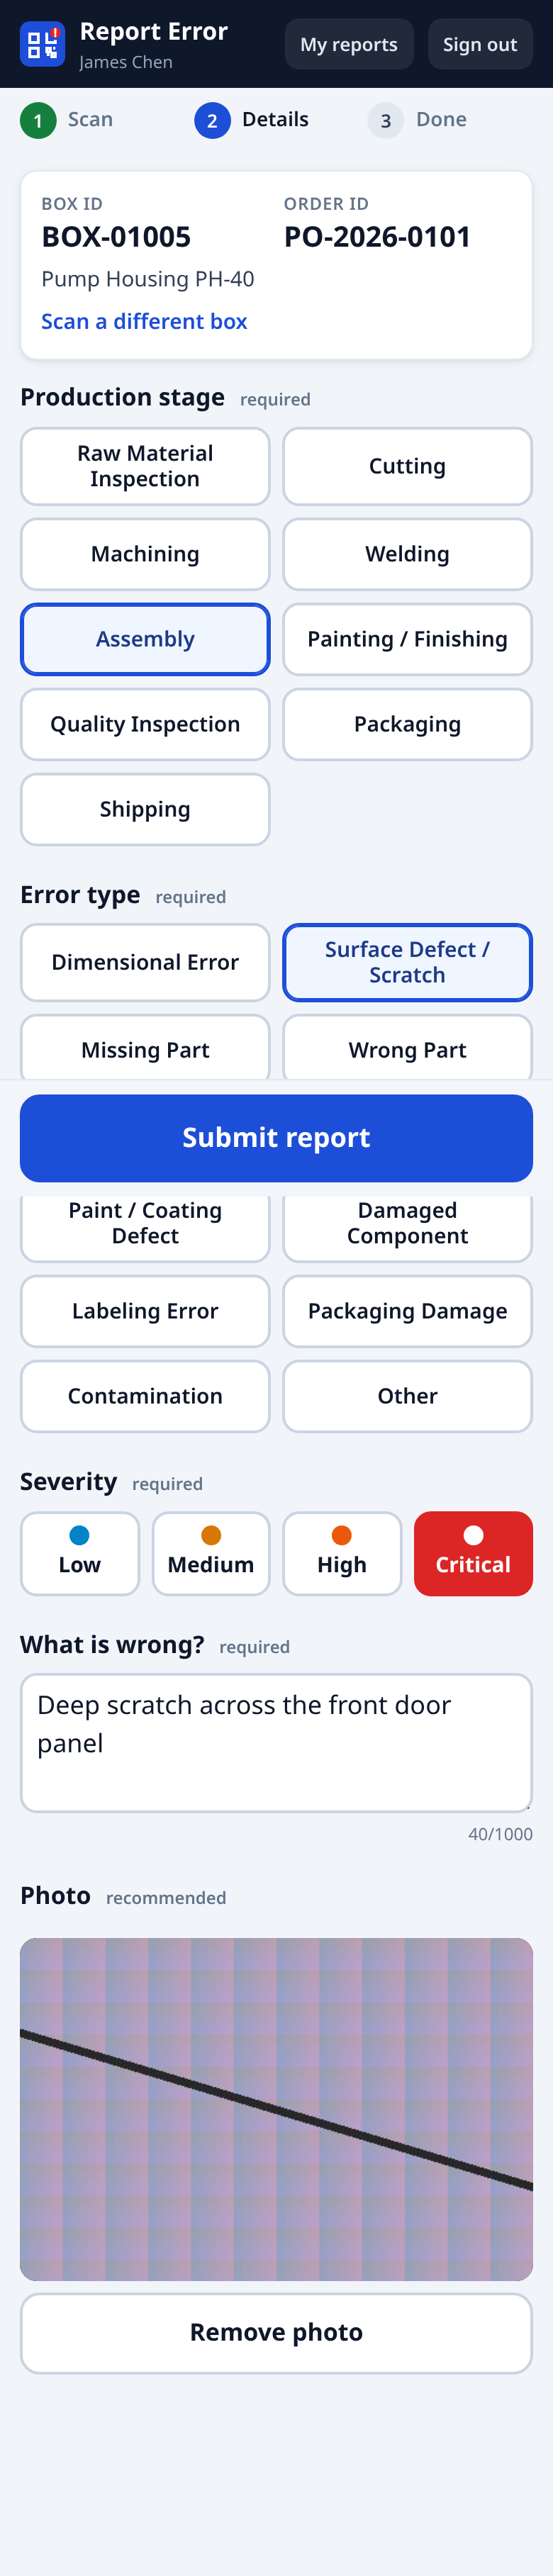 Report Error
James Chen
My reports
Sign out
1 Scan
2 Details
3 Done
BOX ID
BOX-01005
ORDER ID
PO-2026-0101
Pump Housing PH-40
Scan a different box
Production stage required
Raw Material
Inspection
Cutting
Machining
Welding
Assembly
Painting / Finishing
Quality Inspection
Packaging
Shipping
Error type required
Dimensional Error
Surface Defect /
Scratch
Missing Part
Wrong Part
Submit report
Paint / Coating
Defect
Damaged
Component
Labeling Error
Packaging Damage
Contamination
Other
Severity required
Low
Medium
High
Critical
What is wrong? required
Deep scratch across the front door
panel
40/1000
Photo recommended
Remove photo